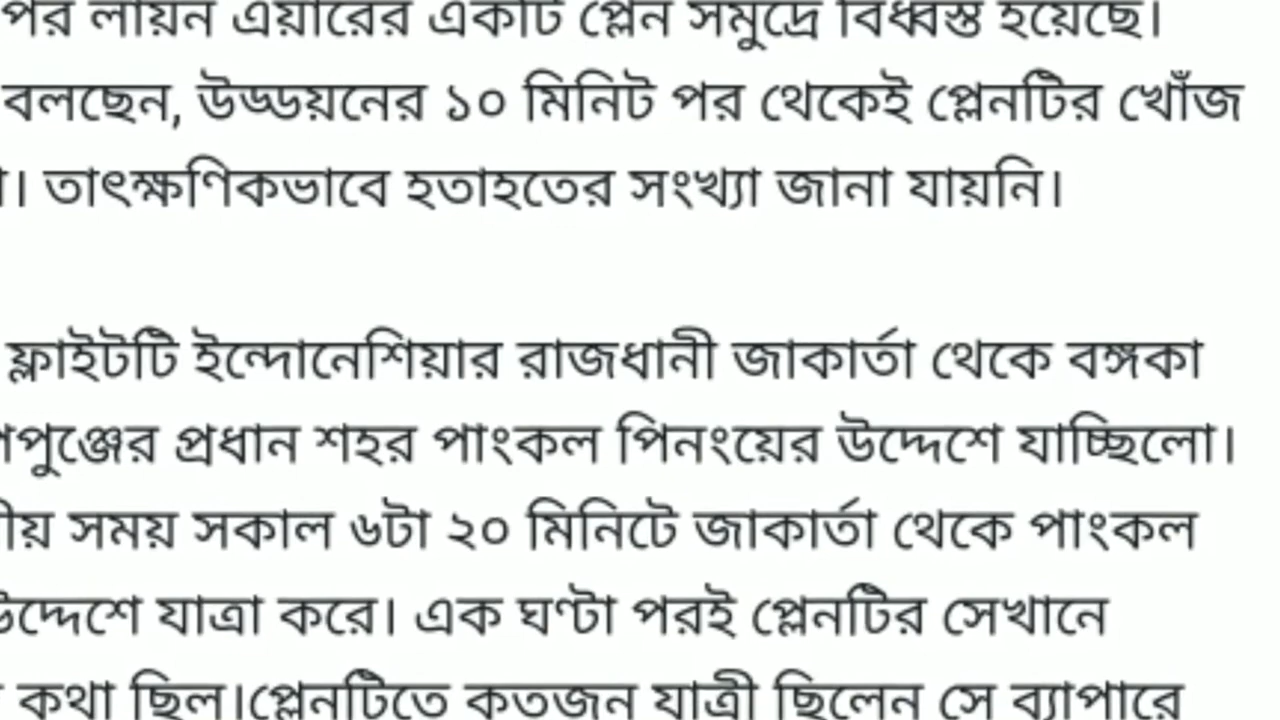 পর লায়ন এয়ারের একটি প্লেন সমুদ্রে বিধ্বস্ত হয়েছে।
বলছেন, উড্ডয়নের ১০ মিনিট পর থেকেই প্লেনটির খোঁজ
। তাৎক্ষণিকভাবে হতাহতের সংখ্যা জানা যায়নি।
ফ্লাইটটি ইন্দোনেশিয়ার রাজধানী জাকার্তা থেকে বঙ্গকা
পপুঞ্জের প্রধান শহর পাংকল পিনংয়ের উদ্দেশে যাচ্ছিলো।
ীয় সময় সকাল ৬টা ২০ মিনিটে জাকার্তা থেকে পাংকল
উদ্দেশে যাত্রা করে। এক ঘণ্টা পরই প্লেনটির সেখানে
কথা ছিল।প্লেনটিতে কতজন যাত্রী ছিলেন সে ব্যাপারে